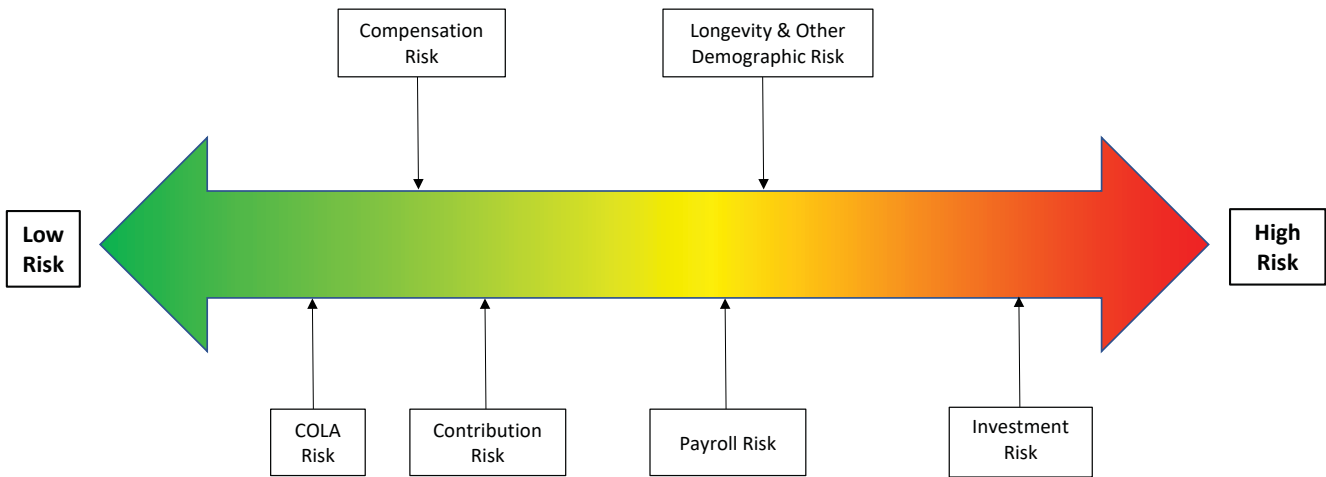 Compensation
Risk
Longevity & Other
Demographic Risk
Low
Risk
High
Risk
COLA
Risk
Contribution
Risk
Payroll Risk
Investment
Risk